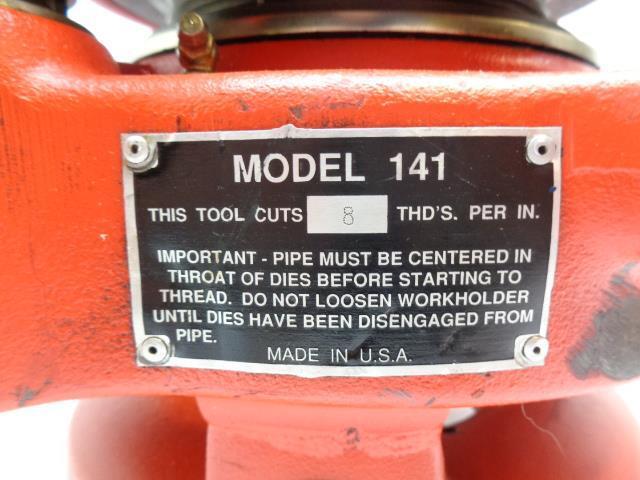 MODEL 141
THIS TOOL CUTS 8 THD'S. PER IN.
IMPORTANT - PIPE MUST BE CENTERED IN
THROAT OF DIES BEFORE STARTING TO
THREAD. DO NOT LOOSEN WORKHOLDER
UNTIL DIES HAVE BEEN DISENGAGED FROM
PIPE.
MADE IN U.S.A.